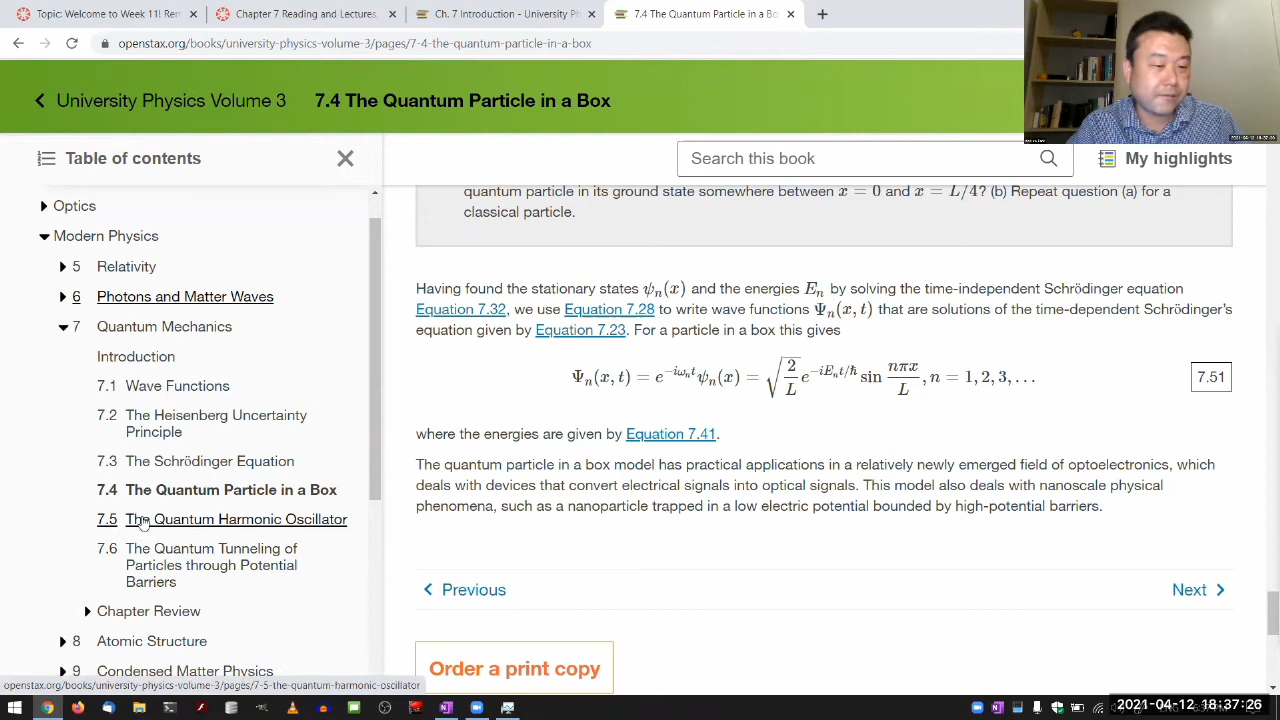 Topic: Welcome to Week 11! Rem
Chapter 7 Reading and Lectures,
Ch. 7 Introduction - University Ph
7.4 The Quantum Particle in a Bo
openstax.org/books/university-physics-volume-3/pages/7-4-the-quantum-particle-in-a-box
University Physics Volume 3
7.4 The Quantum Particle in a Box
Table of contents
Search this book
My highlights
Optics
Modern Physics
5 Relativity
6 Photons and Matter Waves
7 Quantum Mechanics
Introduction
7.1 Wave Functions
7.2 The Heisenberg Uncertainty
Principle
7.3 The Schrödinger Equation
7.4 The Quantum Particle in a Box
7.5 The Quantum Harmonic Oscillator
7.6 The Quantum Tunneling of
Particles through Potential
Barriers
Chapter Review
8 Atomic Structure
9 Condensed Matter Physics
quantum particle in its ground state somewhere between x = 0 and x = L/4? (b) Repeat question (a) for a
classical particle.
Having found the stationary states ψn(x) and the energies En by solving the time-independent Schrödinger equation
Equation 7.32, we use Equation 7.28 to write wave functions Ψn(x, t) that are solutions of the time-dependent Schrödinger's
equation given by Equation 7.23. For a particle in a box this gives
Ψn(x, t) = e^−iωnt ψn(x) = √(2/L) e^−iEnt/ℏ sin nπx/L, n = 1, 2, 3, …
7.51
where the energies are given by Equation 7.41.
The quantum particle in a box model has practical applications in a relatively newly emerged field of optoelectronics, which
deals with devices that convert electrical signals into optical signals. This model also deals with nanoscale physical
phenomena, such as a nanoparticle trapped in a low electric potential bounded by high-potential barriers.
Previous
Next
Order a print copy
openstax.org/books/university-physics-volume-3/pages/7-5-the-quantum-harmonic-oscillator
2021-04-12 18:37:26
2021-04-12 18:37:26